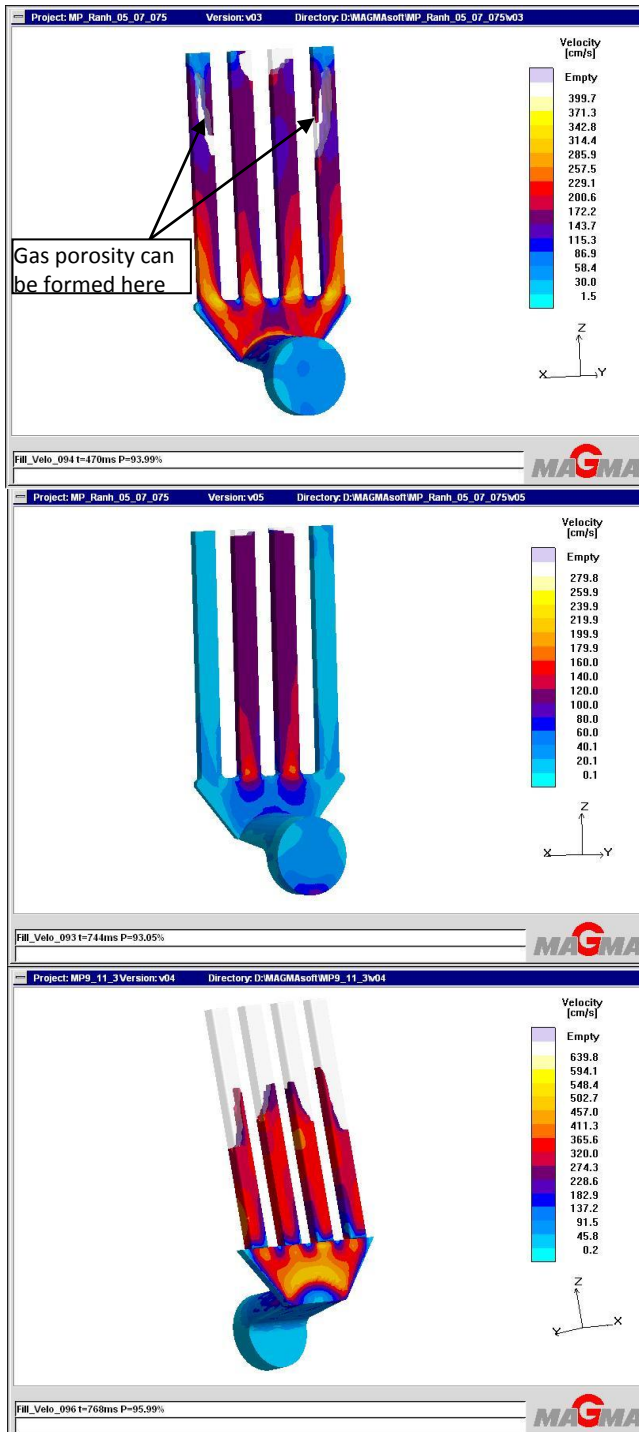 Project: MP_Ranh_05_07_075 Version: v03 Directory: D:\MAGMAsoft\MP_Ranh_05_07_075\v03
Velocity
[cm/s]
Empty
399.7
371.3
342.8
314.4
285.9
257.5
229.1
200.6
172.2
143.7
115.3
86.9
58.4
30.0
1.5
Gas porosity can
be formed here
Z
X Y
Fill_Velo_094 t=470ms P=93.99%
MAGMA
Project: MP_Ranh_05_07_075 Version: v05 Directory: D:\MAGMAsoft\MP_Ranh_05_07_075\v05
Velocity
[cm/s]
Empty
279.8
259.9
239.9
219.9
199.9
179.9
160.0
140.0
120.0
100.0
80.0
60.0
40.1
20.1
0.1
Z
X Y
Fill_Velo_093 t=744ms P=93.05%
MAGMA
Project: MP9_11_3 Version: v04 Directory: D:\MAGMAsoft\MP9_11_3\v04
Velocity
[cm/s]
Empty
639.8
594.1
548.4
502.7
457.0
411.3
365.6
320.0
274.3
228.6
182.9
137.2
91.5
45.8
0.2
Z
Y X
Fill_Velo_096 t=768ms P=95.99%
MAGMA